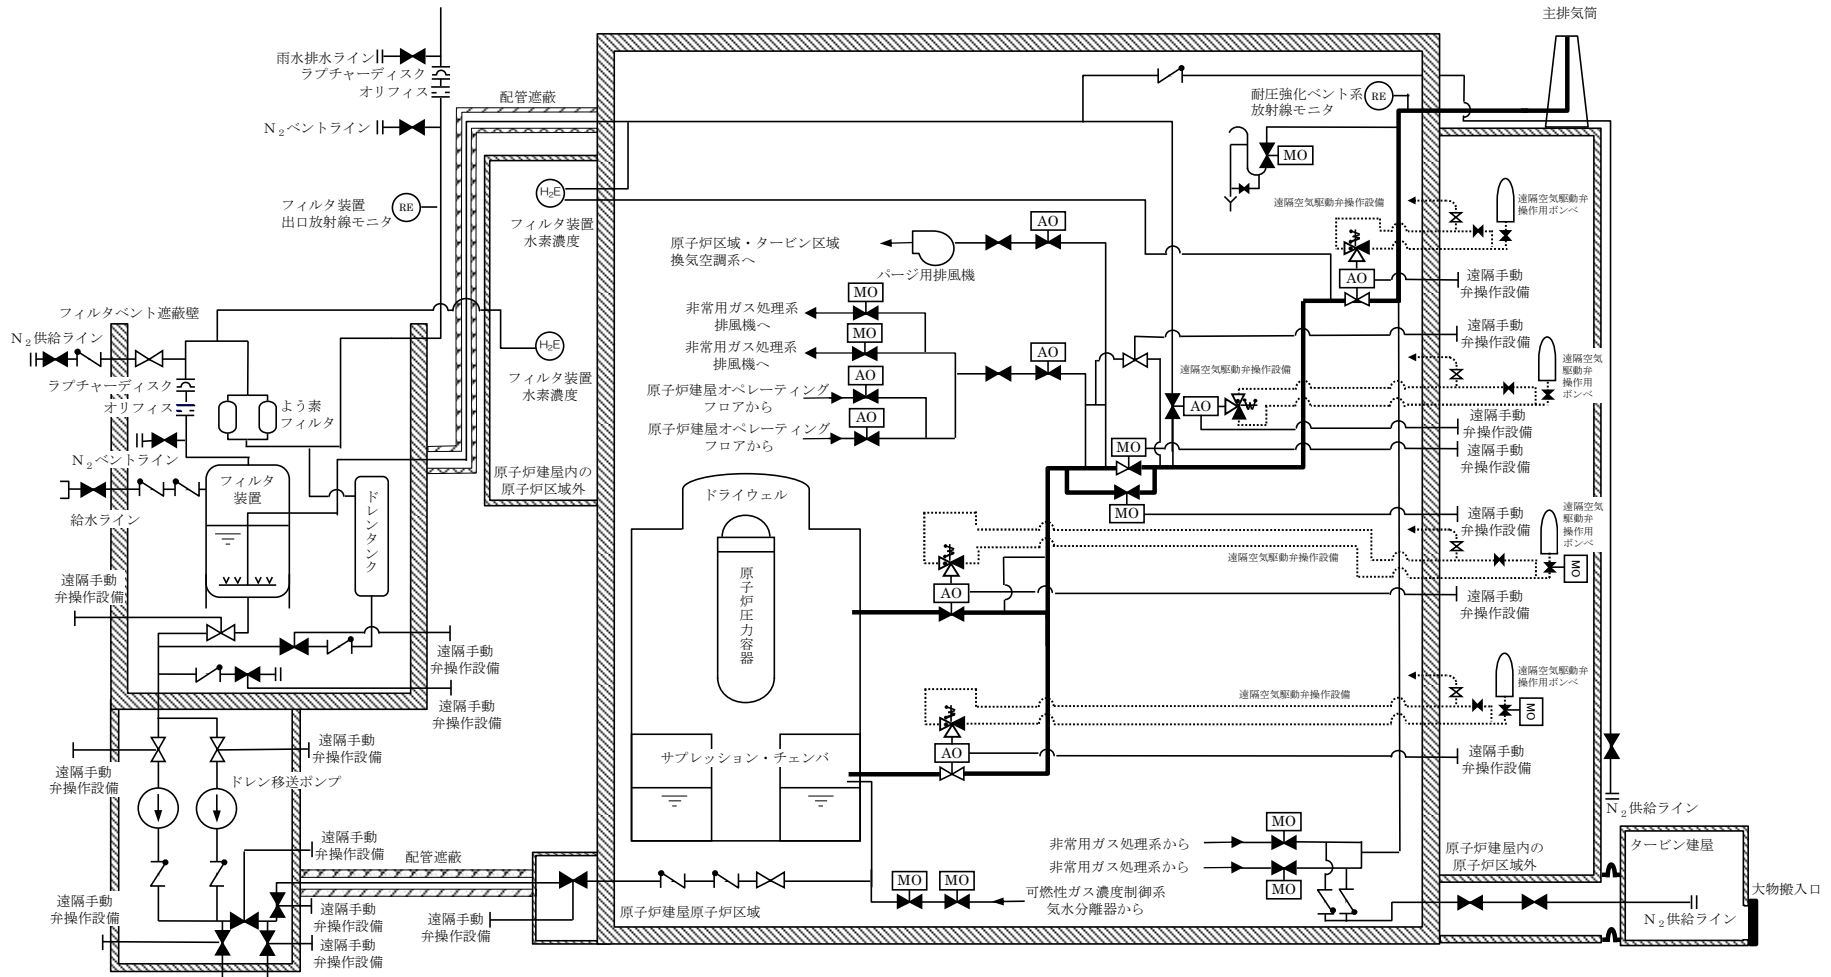 主排気筒
雨水排水ライン
ラプチャーディスク
オリフィス
N₂ベントライン
配管遮蔽
耐圧強化ベント系
放射線モニタ
RE
MO
フィルタ装置
出口放射線モニタ
RE
H₂E
フィルタ装置
水素濃度
遠隔空気駆動弁操作設備
遠隔空気駆動弁
操作用ボンベ
AO
原子炉区域・タービン区域
換気空調系へ
パージ用排風機
AO
遠隔手動
弁操作設備
フィルタベント遮蔽壁
N₂供給ライン
MO
非常用ガス処理系
排風機へ
MO
非常用ガス処理系
排風機へ
H₂E
フィルタ装置
水素濃度
AO
遠隔手動
弁操作設備
遠隔空気
駆動弁
操作用
ボンベ
遠隔空気駆動弁操作設備
ラプチャーディスク
オリフィス
よう素
フィルタ
AO
原子炉建屋オペレーティング
フロアから
AO
原子炉建屋オペレーティング
フロアから
AO
遠隔手動
弁操作設備
MO
遠隔手動
弁操作設備
N₂ベントライン
フィルタ
装置
ドレンタンク
原子炉建屋内の
原子炉区域外
給水ライン
ドライウェル
原子炉圧力容器
MO
遠隔手動
弁操作設備
遠隔空気
駆動弁
操作用
ボンベ
遠隔空気駆動弁操作設備
MO
AO
遠隔手動
弁操作設備
遠隔手動
弁操作設備
遠隔手動
弁操作設備
遠隔手動
弁操作設備
遠隔空気駆動弁操作設備
遠隔空気駆動弁
操作用ボンベ
MO
サプレッション・チェンバ
AO
遠隔手動
弁操作設備
遠隔手動
弁操作設備
遠隔手動
弁操作設備
ドレン移送ポンプ
N₂供給ライン
遠隔手動
弁操作設備
配管遮蔽
MO
非常用ガス処理系から
非常用ガス処理系から
MO
原子炉建屋内の
原子炉区域外
タービン建屋
大物搬入口
N₂供給ライン
MO
MO
可燃性ガス濃度制御系
気水分離器から
原子炉建屋原子炉区域
遠隔手動
弁操作設備
遠隔手動
弁操作設備
遠隔手動
弁操作設備
遠隔手動
弁操作設備